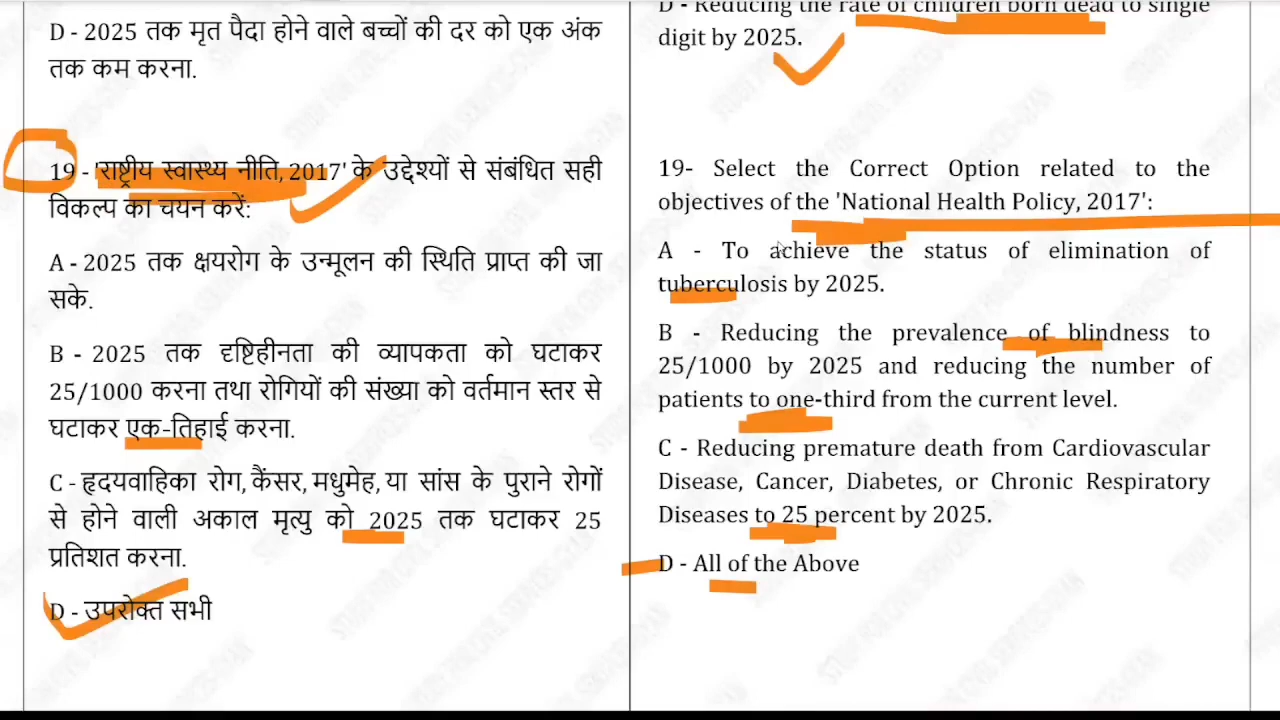 D - 2025 तक मृत पैदा होने वाले बच्चों की दर को एक अंक
तक कम करना.
19 - 'राष्ट्रीय स्वास्थ्य नीति, 2017' के उद्देश्यों से संबंधित सही
विकल्प का चयन करें:
A - 2025 तक क्षयरोग के उन्मूलन की स्थिति प्राप्त की जा
सके.
B - 2025 तक दृष्टिहीनता की व्यापकता को घटाकर
25/1000 करना तथा रोगियों की संख्या को वर्तमान स्तर से
घटाकर एक-तिहाई करना.
C - हृदयवाहिका रोग, कैंसर, मधुमेह, या सांस के पुराने रोगों
से होने वाली अकाल मृत्यु को 2025 तक घटाकर 25
प्रतिशत करना.
D - उपरोक्त सभी
D - Reducing the rate of children born dead to single
digit by 2025.
19- Select the Correct Option related to the
objectives of the 'National Health Policy, 2017':
A - To achieve the status of elimination of
tuberculosis by 2025.
B - Reducing the prevalence of blindness to
25/1000 by 2025 and reducing the number of
patients to one-third from the current level.
C - Reducing premature death from Cardiovascular
Disease, Cancer, Diabetes, or Chronic Respiratory
Diseases to 25 percent by 2025.
D - All of the Above